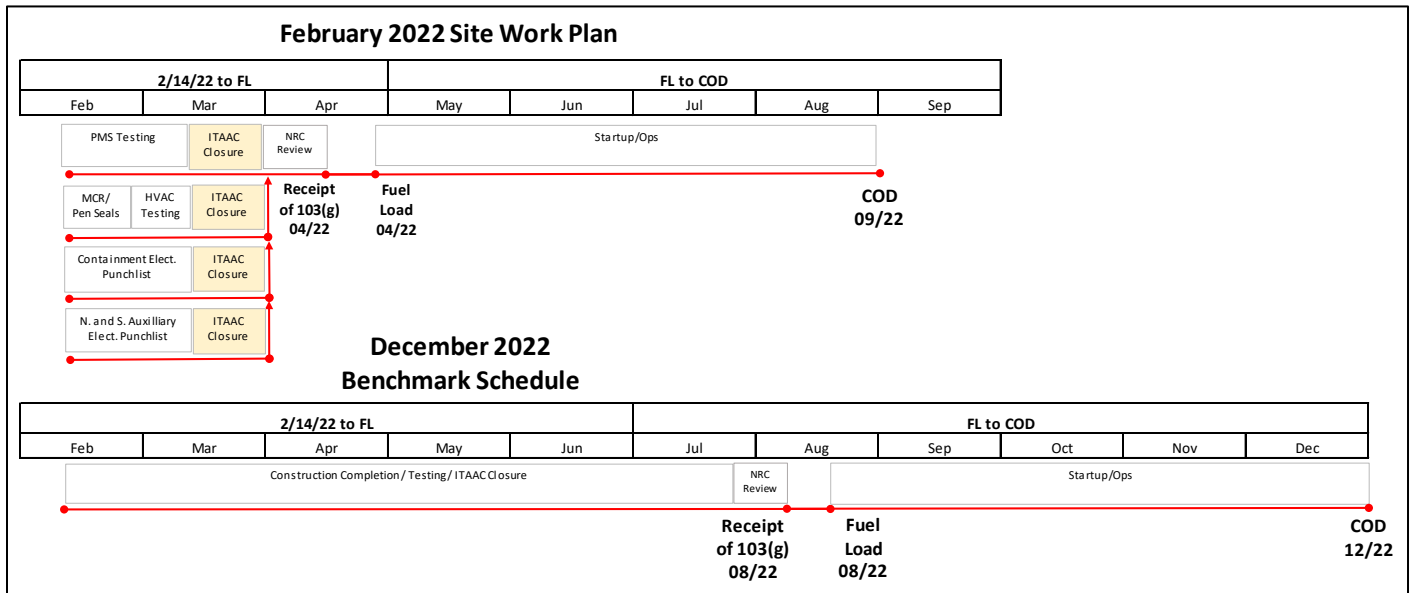 February 2022 Site Work Plan
2/14/22 to FL FL to COD
Feb Mar Apr May Jun Jul Aug Sep
PMS Testing
ITAAC
Closure
NRC
Review
Startup/Ops
Receipt
of 103(g)
04/22
Fuel
Load
04/22
COD
09/22
MCR/
Pen Seals
HVAC
Testing
ITAAC
Closure
Containment Elect.
Punchlist
ITAAC
Closure
N. and S. Auxilliary
Elect. Punchlist
ITAAC
Closure
December 2022
Benchmark Schedule
2/14/22 to FL FL to COD
Feb Mar Apr May Jun Jul Aug Sep Oct Nov Dec
Construction Completion/ Testing/ ITAAC Closure
NRC
Review
Startup/Ops
Receipt
of 103(g)
08/22
Fuel
Load
08/22
COD
12/22